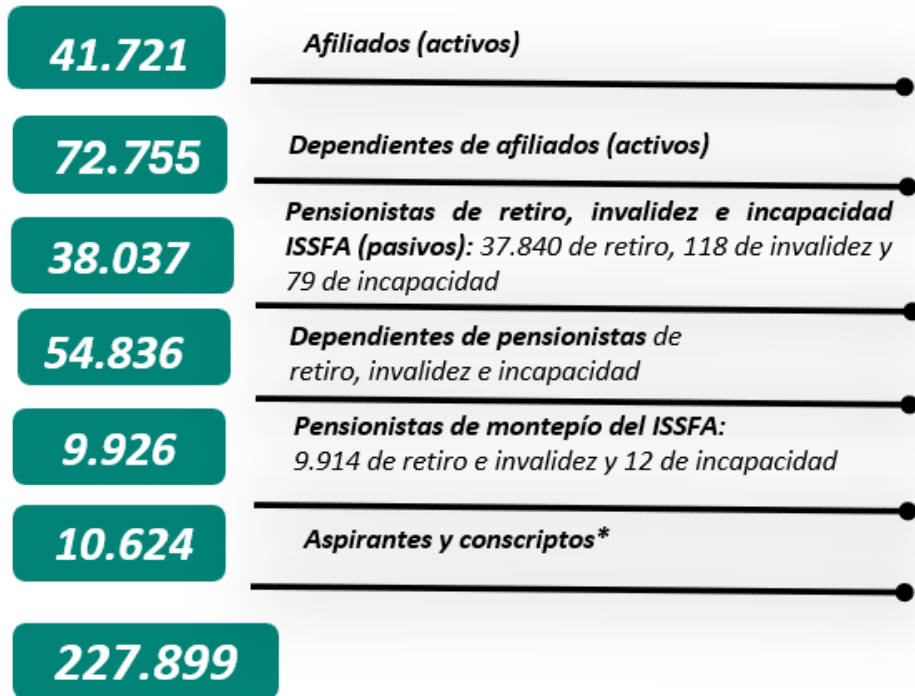 41.721
Afiliados (activos)
72.755
Dependientes de afiliados (activos)
38.037
Pensionistas de retiro, invalidez e incapacidad
ISSFA (pasivos): 37.840 de retiro, 118 de invalidez y
79 de incapacidad
54.836
Dependientes de pensionistas de
retiro, invalidez e incapacidad
9.926
Pensionistas de montepío del ISSFA:
9.914 de retiro e invalidez y 12 de incapacidad
10.624
Aspirantes y conscriptos*
227.899